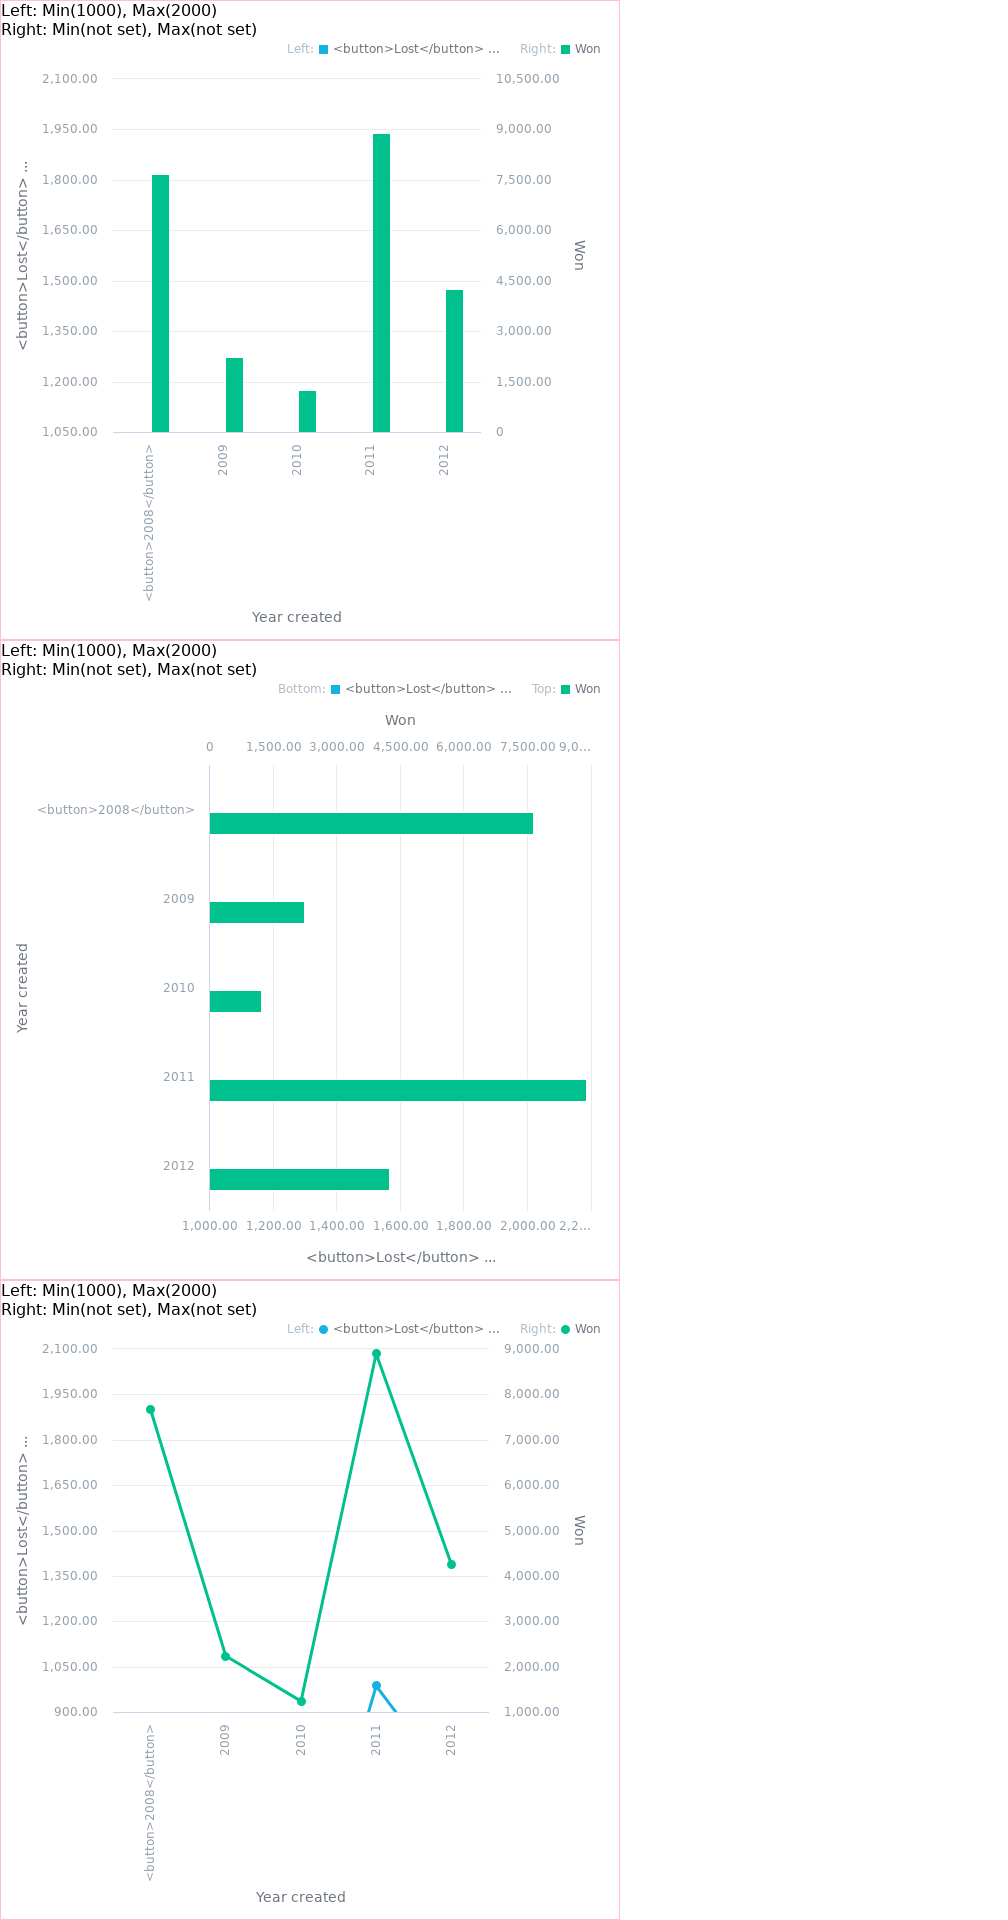 Left: Min(1000), Max(2000)
Right: Min(not set), Max(not set)
Left: <button>Lost</button> ... Right: Won
2,100.00 10,500.00
1,950.00 9,000.00
1,800.00 7,500.00
1,650.00 6,000.00
1,500.00 4,500.00
1,350.00 3,000.00
1,200.00 1,500.00
1,050.00 0
<button>Lost</button> ...
Won
<button>2008</button> 2009 2010 2011 2012
Year created
Left: Min(1000), Max(2000)
Right: Min(not set), Max(not set)
Bottom: <button>Lost</button> ... Top: Won
Won
0 1,500.00 3,000.00 4,500.00 6,000.00 7,500.00 9,0...
<button>2008</button>
2009
2010
2011
2012
Year created
1,000.00 1,200.00 1,400.00 1,600.00 1,800.00 2,000.00 2,2...
<button>Lost</button> ...
Left: Min(1000), Max(2000)
Right: Min(not set), Max(not set)
Left: <button>Lost</button> ... Right: Won
2,100.00 9,000.00
1,950.00 8,000.00
1,800.00 7,000.00
1,650.00 6,000.00
1,500.00 5,000.00
1,350.00 4,000.00
1,200.00 3,000.00
1,050.00 2,000.00
900.00 1,000.00
<button>Lost</button> ...
Won
<button>2008</button> 2009 2010 2011 2012
Year created